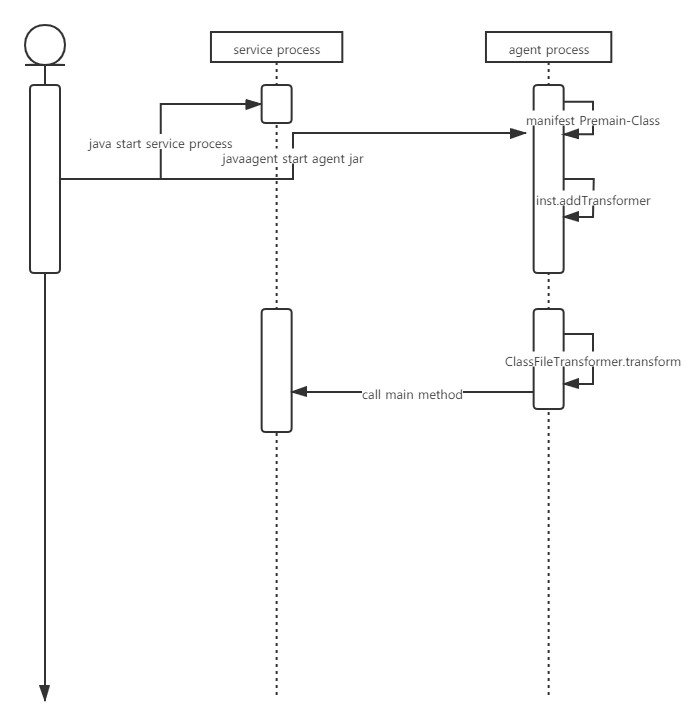 service process
agent process
manifest Premain-Class
java start service process
javaagent start agent jar
inst.addTransformer
ClassFileTransformer.transform
call main method